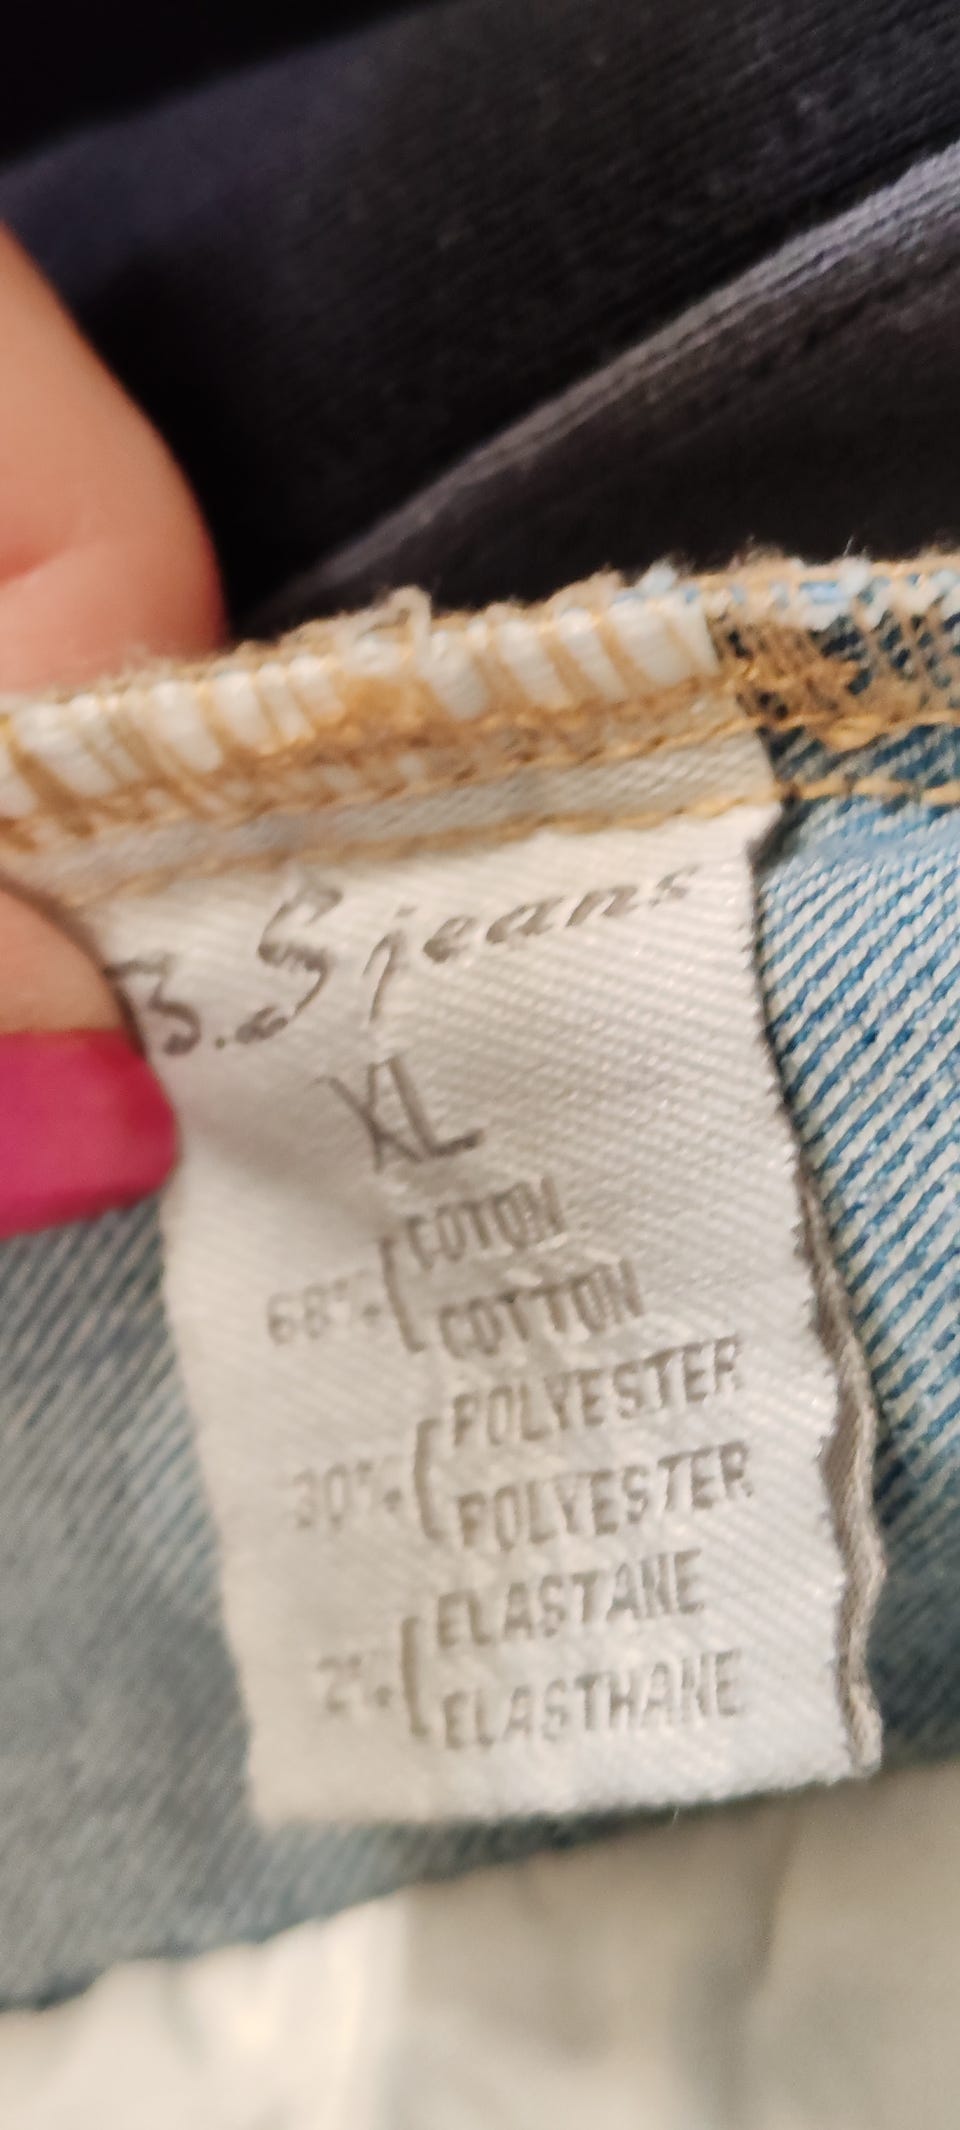 B.S jeans
XL
COTON
68% COTTON
POLYESTER
30% POLYESTER
ELASTANE
2% ELASTHANE